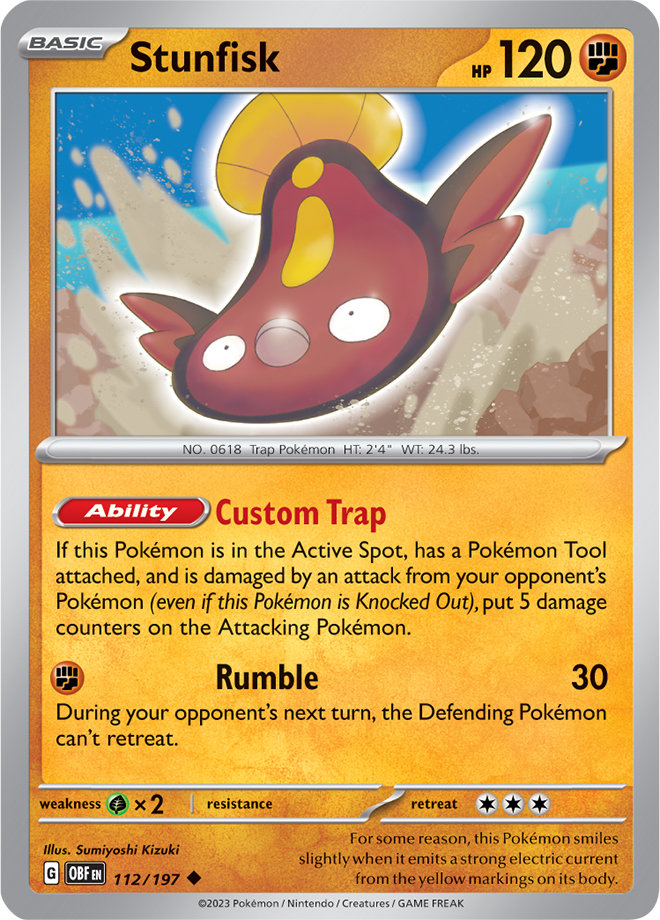 BASIC Stunfisk HP 120
NO. 0618 Trap Pokémon HT: 2'4" WT: 24.3 lbs.
Ability Custom Trap
If this Pokémon is in the Active Spot, has a Pokémon Tool
attached, and is damaged by an attack from your opponent's
Pokémon (even if this Pokémon is Knocked Out), put 5 damage
counters on the Attacking Pokémon.
Rumble 30
During your opponent's next turn, the Defending Pokémon
can't retreat.
weakness ×2 resistance retreat
Illus. Sumiyoshi Kizuki
G OBF EN 112/197
For some reason, this Pokémon smiles
slightly when it emits a strong electric current
from the yellow markings on its body.
©2023 Pokémon / Nintendo / Creatures / GAME FREAK